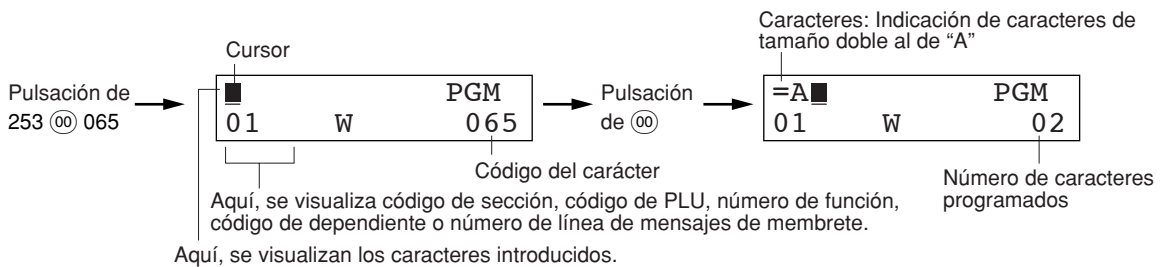 Caracteres: Indicación de caracteres de
tamaño doble al de “A”
Cursor
Pulsación de
253 00 065
PGM
01 W 065
Pulsación
de 00
=A PGM
01 W 02
Código del carácter
Número de caracteres
programados
Aquí, se visualiza código de sección, código de PLU, número de función,
código de dependiente o número de línea de mensajes de membrete.
Aquí, se visualizan los caracteres introducidos.